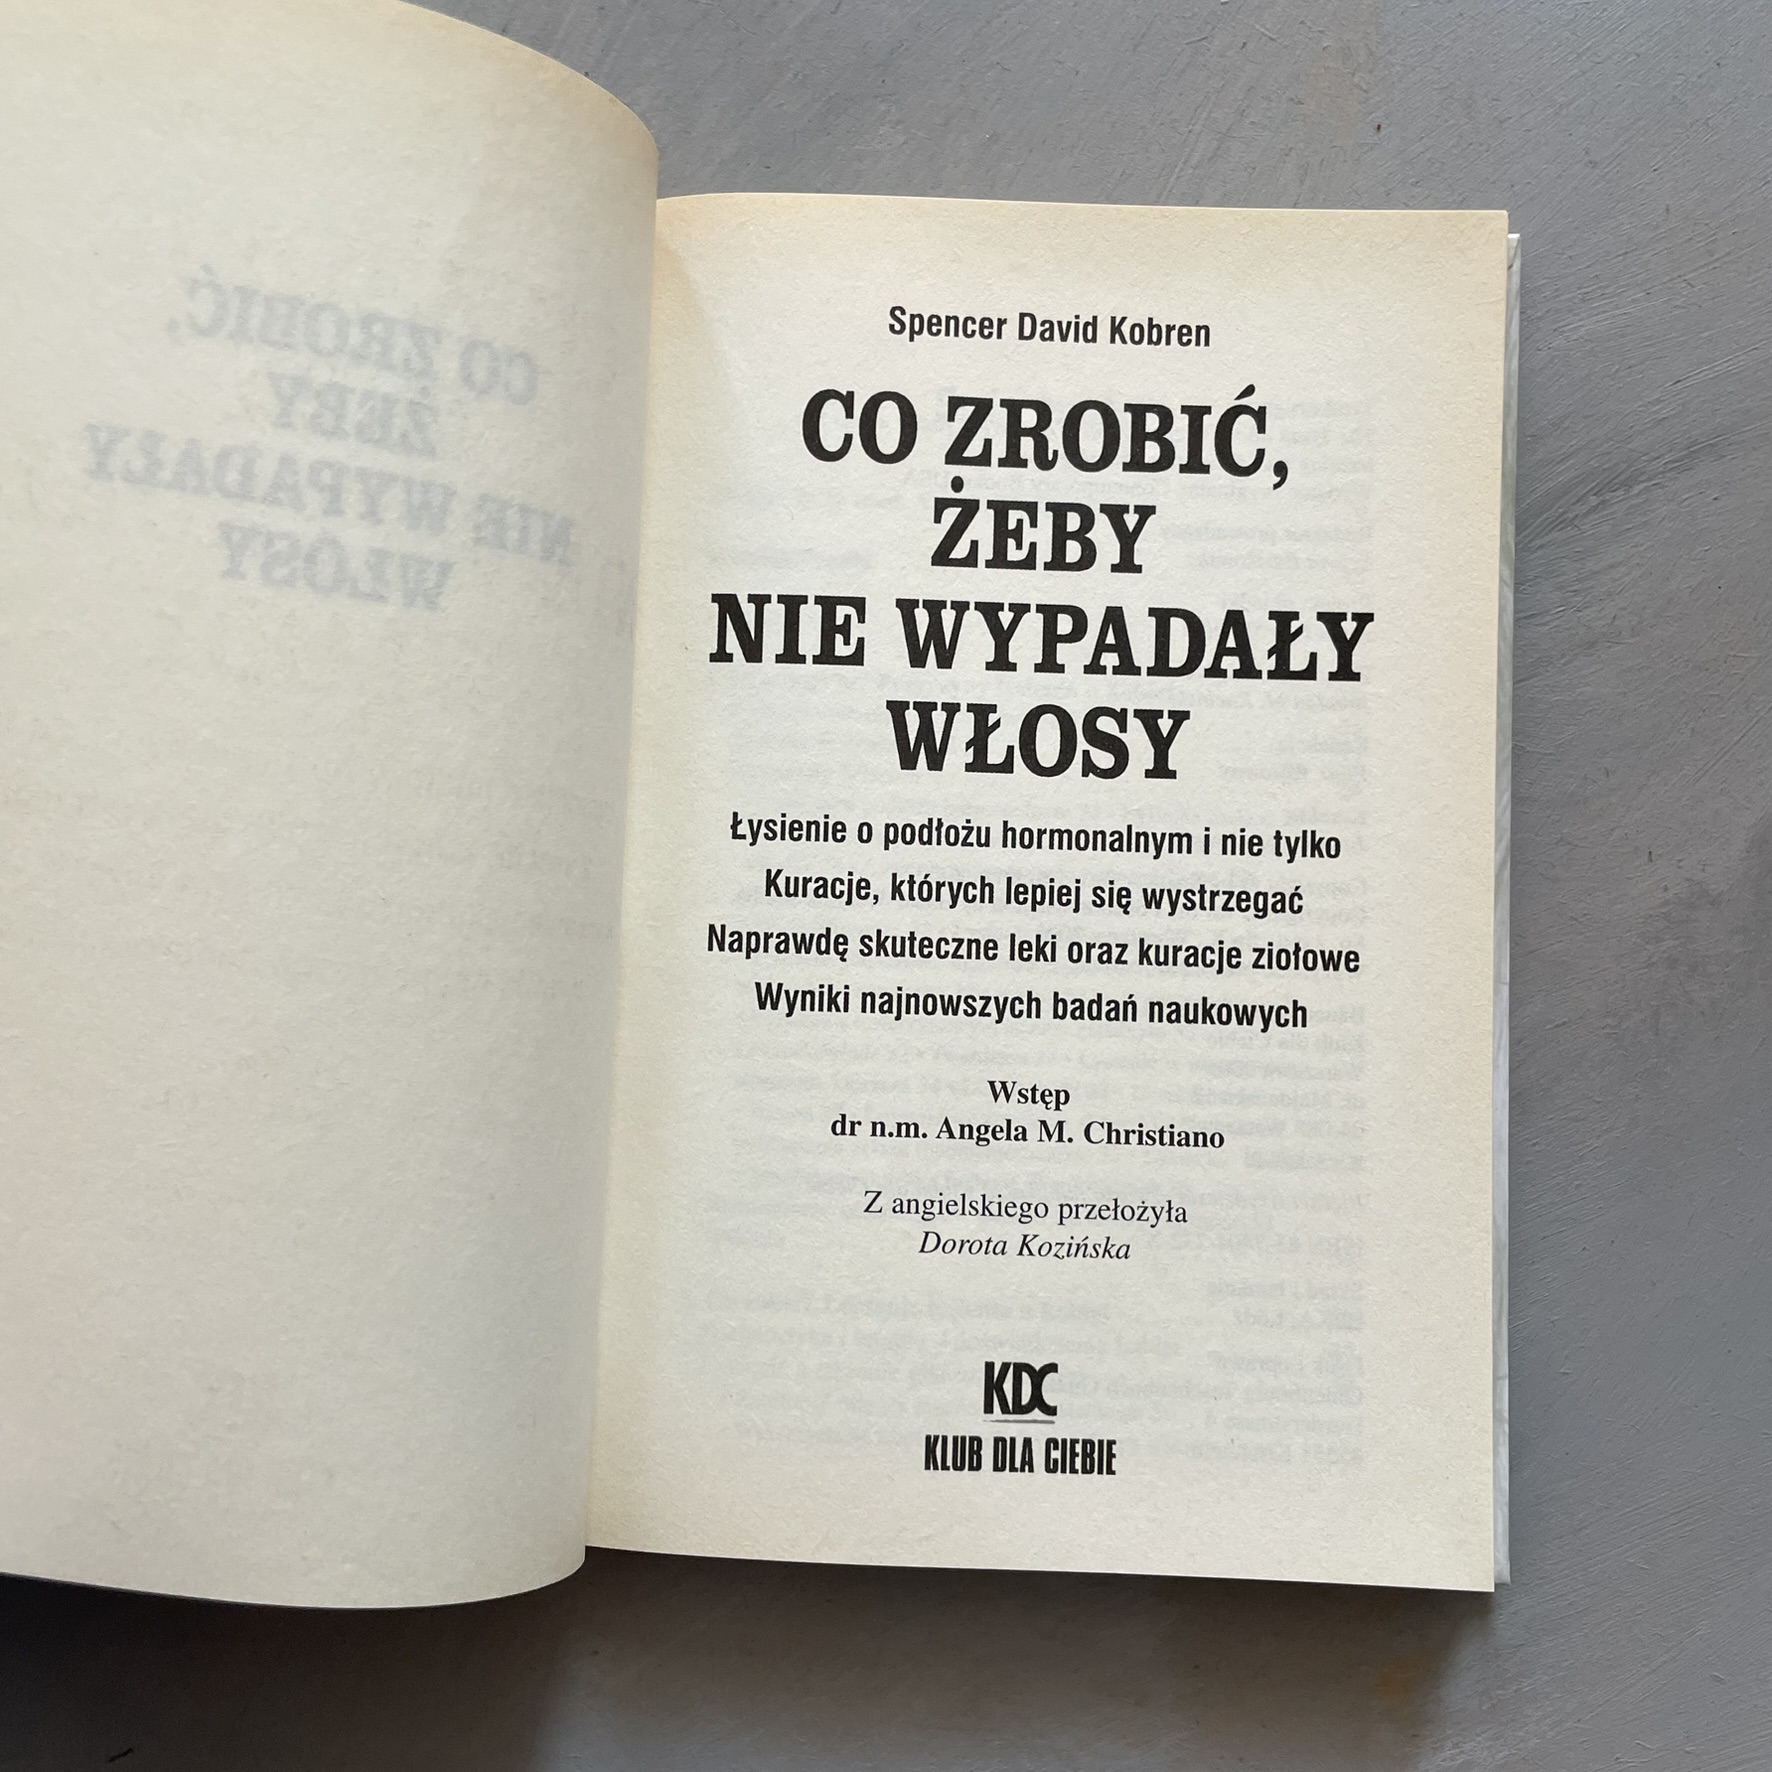 Spencer David Kobren
CO ZROBIĆ,
ŻEBY
NIE WYPADAŁY
WŁOSY
Łysienie o podłożu hormonalnym i nie tylko
Kuracje, których lepiej się wystrzegać
Naprawdę skuteczne leki oraz kuracje ziołowe
Wyniki najnowszych badań naukowych
Wstęp
dr n.m. Angela M. Christiano
Z angielskiego przełożyła
Dorota Kozińska
KDC
KLUB DLA CIEBIE